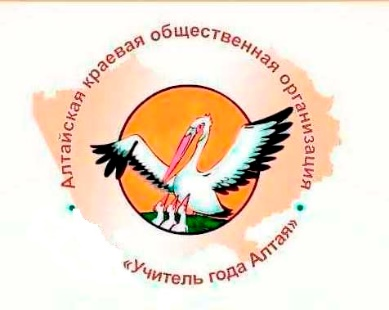 Алтайская краевая общественная организация
«Учитель года Алтая»